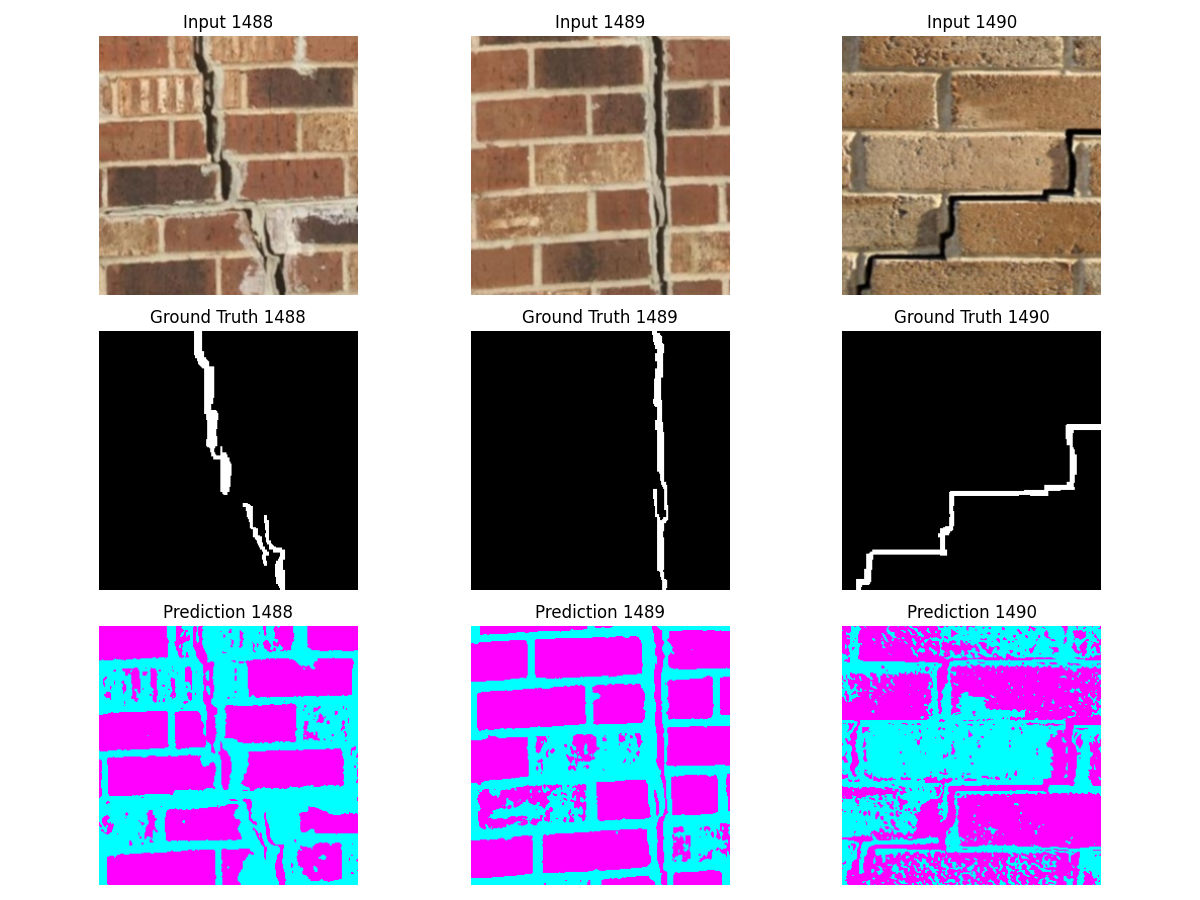 Input 1488
Input 1489
Input 1490
Ground Truth 1488
Ground Truth 1489
Ground Truth 1490
Prediction 1488
Prediction 1489
Prediction 1490